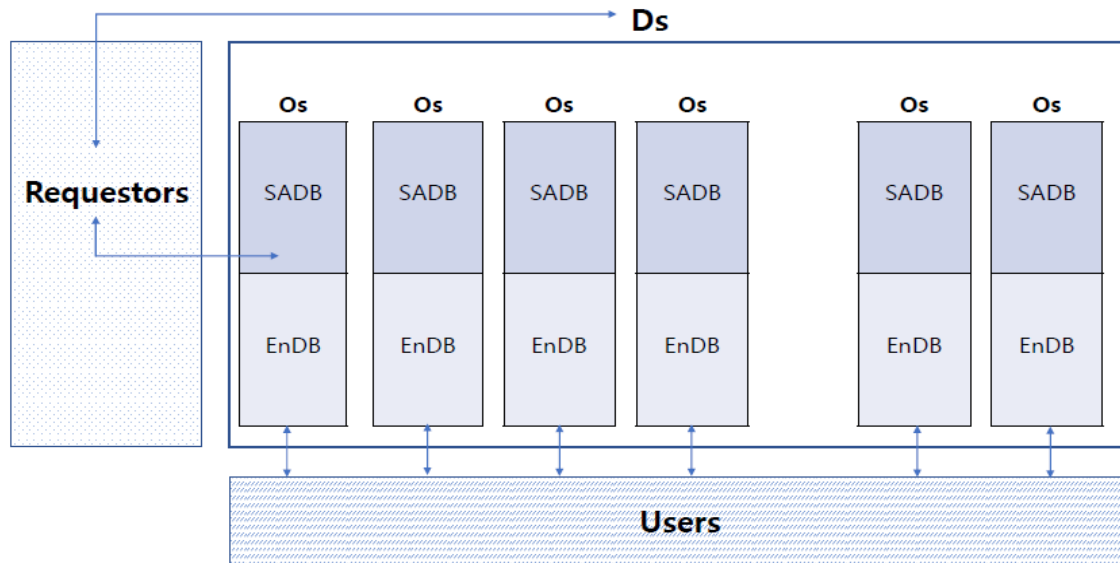 Ds
Os Os Os Os Os Os
Requestors
SADB SADB SADB SADB SADB SADB
EnDB EnDB EnDB EnDB EnDB EnDB
Users